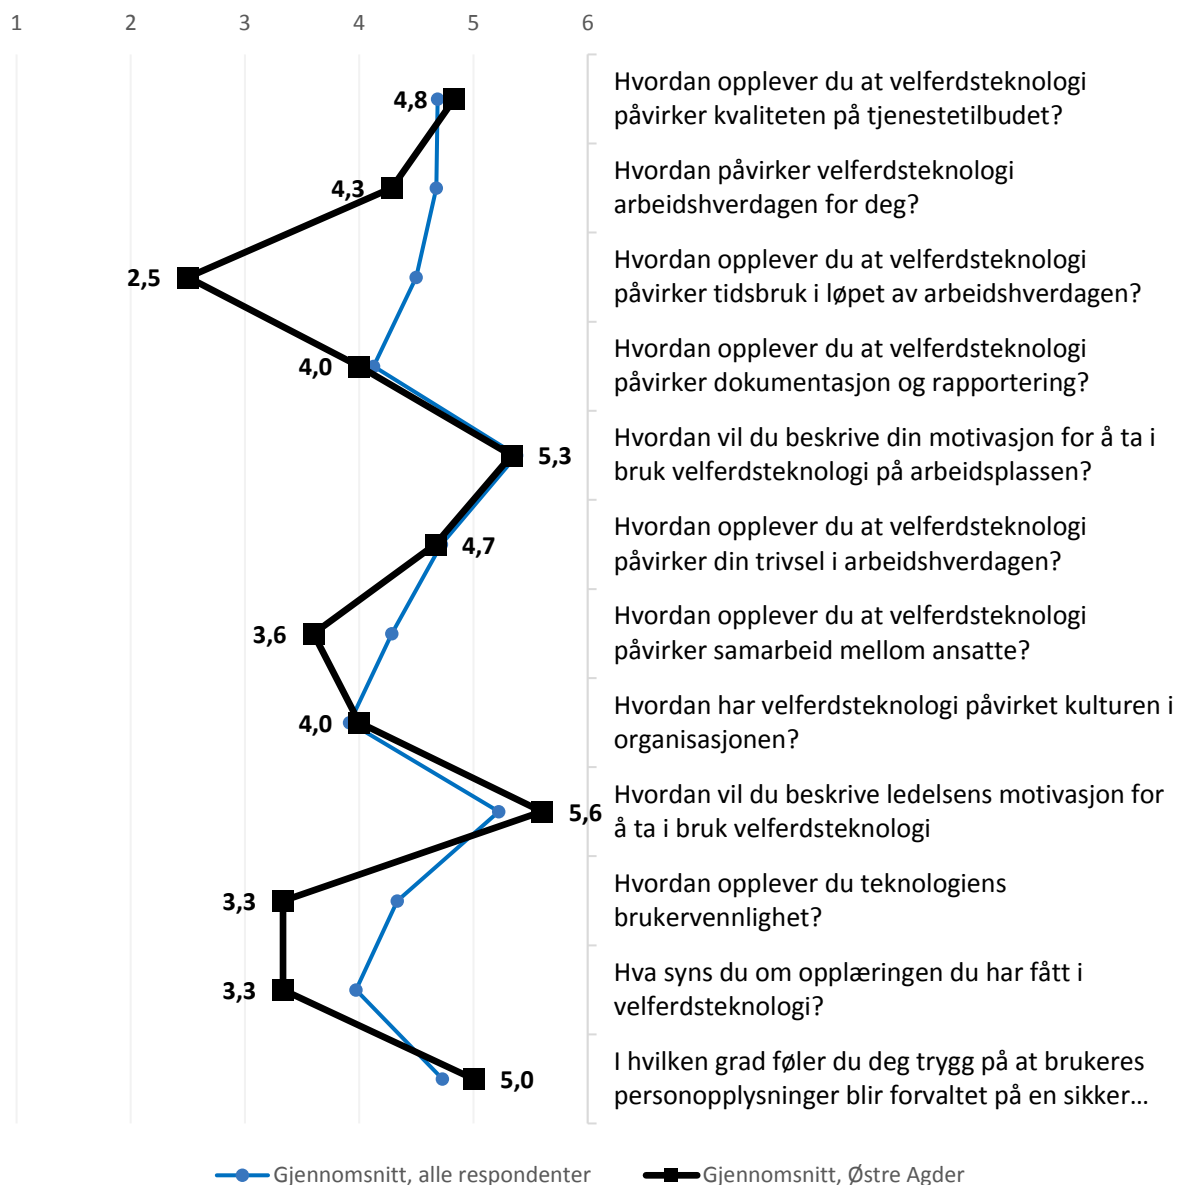 1 2 3 4 5 6
Hvordan opplever du at velferdsteknologi
påvirker kvaliteten på tjenestetilbudet?
4,8
Hvordan påvirker velferdsteknologi
arbeidshverdagen for deg?
4,3
Hvordan opplever du at velferdsteknologi
påvirker tidsbruk i løpet av arbeidshverdagen?
2,5
Hvordan opplever du at velferdsteknologi
påvirker dokumentasjon og rapportering?
4,0
Hvordan vil du beskrive din motivasjon for å ta i
bruk velferdsteknologi på arbeidsplassen?
5,3
Hvordan opplever du at velferdsteknologi
påvirker din trivsel i arbeidshverdagen?
4,7
Hvordan opplever du at velferdsteknologi
påvirker samarbeid mellom ansatte?
3,6
Hvordan har velferdsteknologi påvirket kulturen i
organisasjonen?
4,0
Hvordan vil du beskrive ledelsens motivasjon for
å ta i bruk velferdsteknologi
5,6
Hvordan opplever du teknologiens
brukervennlighet?
3,3
Hva syns du om opplæringen du har fått i
velferdsteknologi?
3,3
I hvilken grad føler du deg trygg på at brukeres
personopplysninger blir forvaltet på en sikker…
5,0
Gjennomsnitt, alle respondenter
Gjennomsnitt, Østre Agder